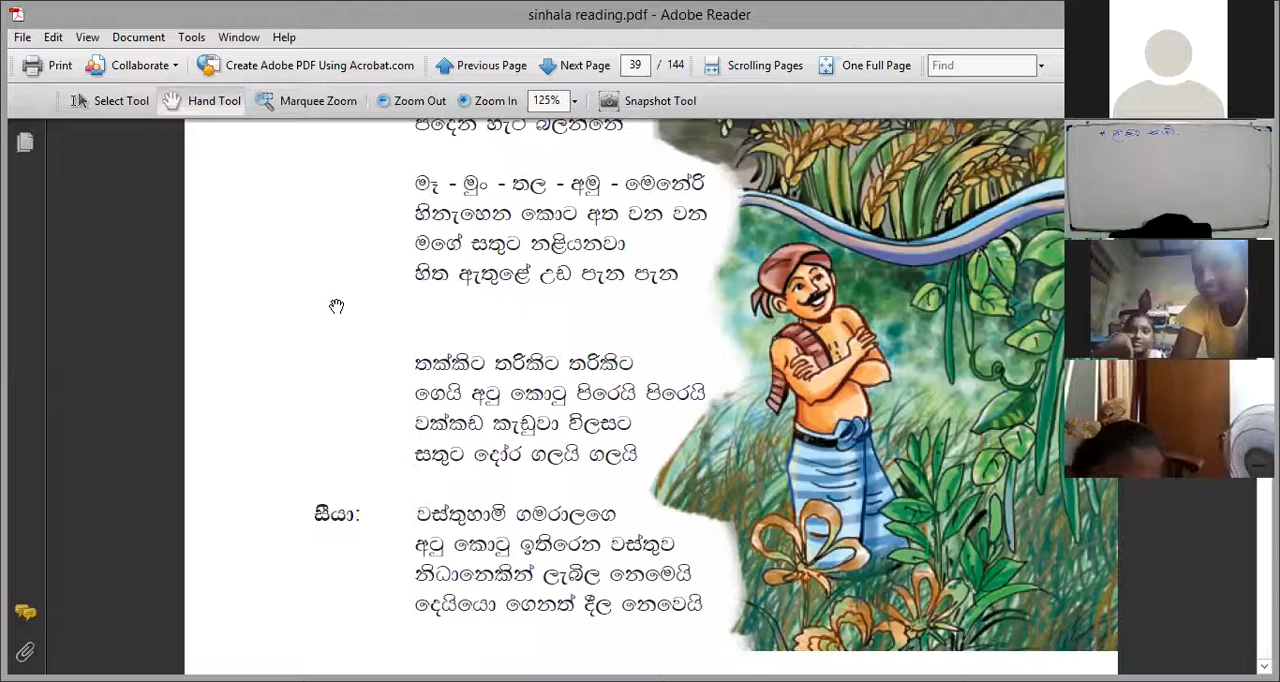 sinhala reading.pdf - Adobe Reader
File Edit View Document Tools Window Help
Print Collaborate Create Adobe PDF Using Acrobat.com Previous Page Next Page 39 / 144 Scrolling Pages One Full Page Find
Select Tool Hand Tool Marquee Zoom Zoom Out Zoom In 125% Snapshot Tool
පදෙන හැටි බලන්නෙ
මෑ - මුං - තල - අමු - මෙනේරි
හිනැහෙන කොට අත වන වන
මගේ සතුට නළියනවා
හිත ඇතුළේ උඩ පැන පැන
තක්කිට තරිකිට තරිකිට
ගෙයි අටු කොටු පිරෙයි පිරෙයි
වක්කඩ කැඩුවා විලසට
සතුට දෝර ගලයි ගලයි
සීයා: වස්තුහාමි ගමරාලගෙ
අටු කොටු ඉතිරෙන වස්තුව
නිධානෙකින් ලැබිල නෙමෙයි
දෙයියො ගෙනත් දීල නෙවෙයි